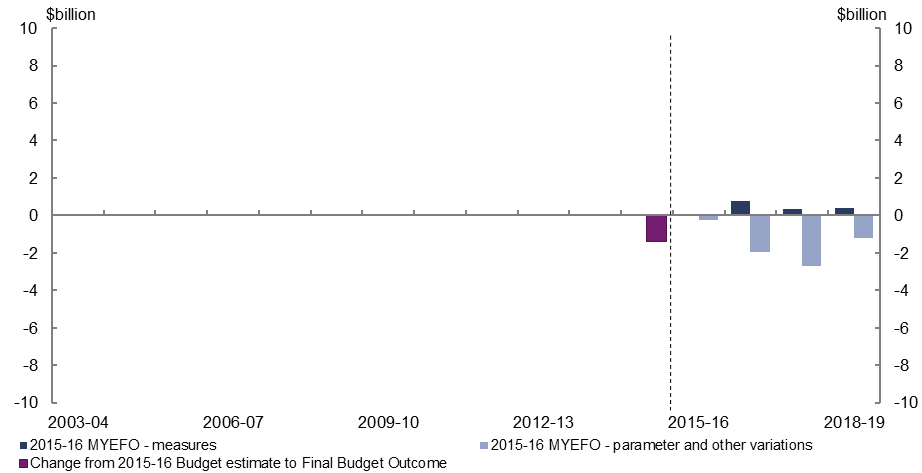 $billion $billion
10 10
8 8
6 6
4 4
2 2
0 0
-2 -2
-4 -4
-6 -6
-8 -8
-10 -10
2003-04 2006-07 2009-10 2012-13 2015-16 2018-19
2015-16 MYEFO - measures 2015-16 MYEFO - parameter and other variations
Change from 2015-16 Budget estimate to Final Budget Outcome